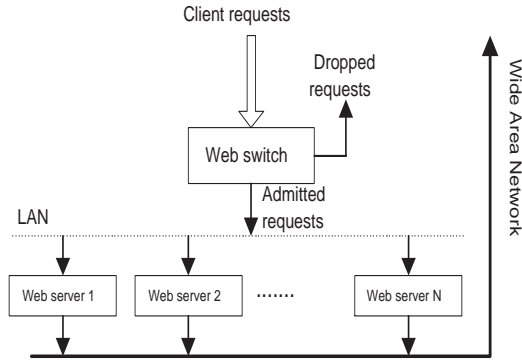 Client requests
Dropped
requests
Web switch
Admitted
requests
LAN
Web server 1
Web server 2
.......
Web server N
Wide Area Network